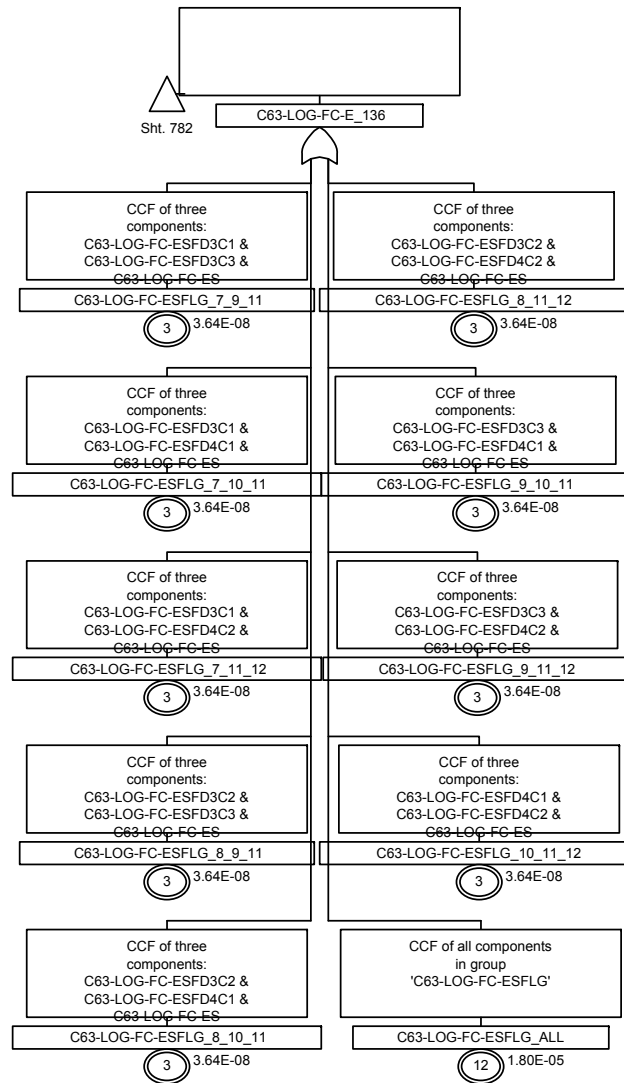 Sht. 782
C63-LOG-FC-E_136
CCF of three
components:
C63-LOG-FC-ESFD3C1 &
C63-LOG-FC-ESFD3C3 &
C63-LOG-FC-ES
C63-LOG-FC-ESFLG_7_9_11
3
3.64E-08
CCF of three
components:
C63-LOG-FC-ESFD3C2 &
C63-LOG-FC-ESFD4C2 &
C63-LOG-FC-ES
C63-LOG-FC-ESFLG_8_11_12
3
3.64E-08
CCF of three
components:
C63-LOG-FC-ESFD3C1 &
C63-LOG-FC-ESFD4C1 &
C63-LOG-FC-ES
C63-LOG-FC-ESFLG_7_10_11
3
3.64E-08
CCF of three
components:
C63-LOG-FC-ESFD3C3 &
C63-LOG-FC-ESFD4C1 &
C63-LOG-FC-ES
C63-LOG-FC-ESFLG_9_10_11
3
3.64E-08
CCF of three
components:
C63-LOG-FC-ESFD3C1 &
C63-LOG-FC-ESFD4C2 &
C63-LOG-FC-ES
C63-LOG-FC-ESFLG_7_11_12
3
3.64E-08
CCF of three
components:
C63-LOG-FC-ESFD3C3 &
C63-LOG-FC-ESFD4C2 &
C63-LOG-FC-ES
C63-LOG-FC-ESFLG_9_11_12
3
3.64E-08
CCF of three
components:
C63-LOG-FC-ESFD3C2 &
C63-LOG-FC-ESFD3C3 &
C63-LOG-FC-ES
C63-LOG-FC-ESFLG_8_9_11
3
3.64E-08
CCF of three
components:
C63-LOG-FC-ESFD4C1 &
C63-LOG-FC-ESFD4C2 &
C63-LOG-FC-ES
C63-LOG-FC-ESFLG_10_11_12
3
3.64E-08
CCF of three
components:
C63-LOG-FC-ESFD3C2 &
C63-LOG-FC-ESFD4C1 &
C63-LOG-FC-ES
C63-LOG-FC-ESFLG_8_10_11
3
3.64E-08
CCF of all components
in group
'C63-LOG-FC-ESFLG'
C63-LOG-FC-ESFLG_ALL
12
1.80E-05